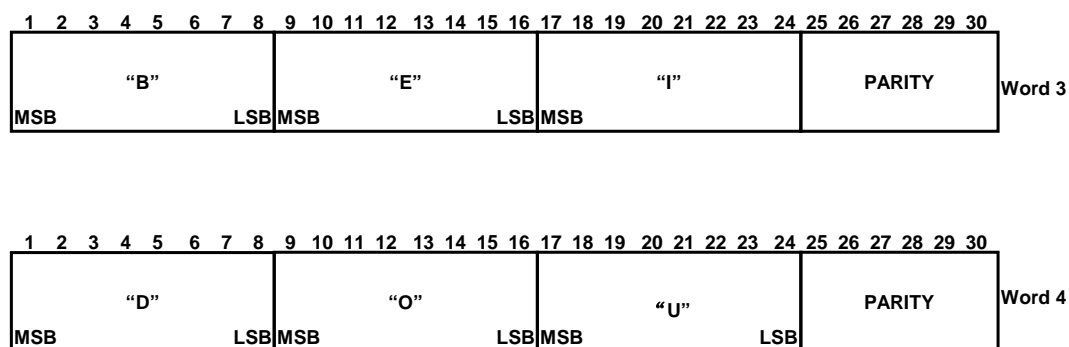 1 2 3 4 5 6 7 8 9 10 11 12 13 14 15 16 17 18 19 20 21 22 23 24 25 26 27 28 29 30
“B” “E” “I” PARITY Word 3
MSB LSB MSB LSB MSB
1 2 3 4 5 6 7 8 9 10 11 12 13 14 15 16 17 18 19 20 21 22 23 24 25 26 27 28 29 30
“D” “O” “U” PARITY Word 4
MSB LSB MSB LSB MSB LSB